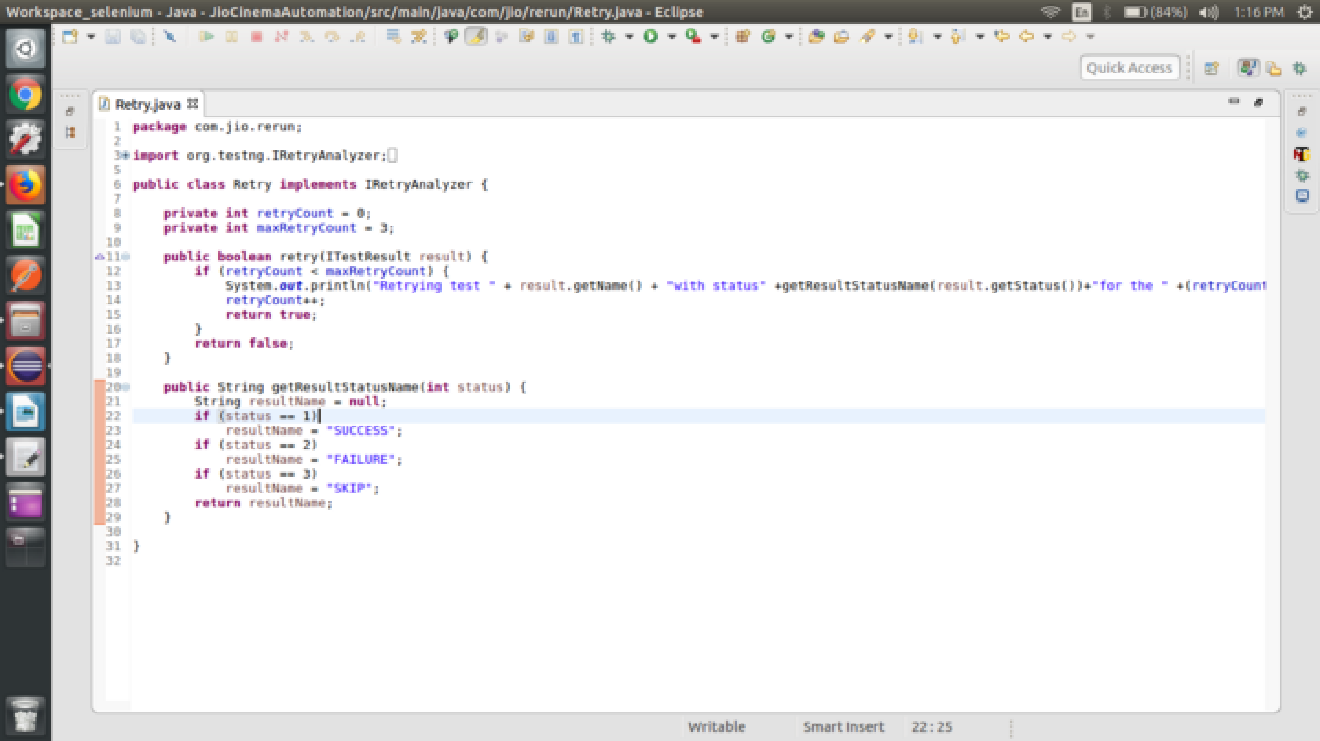 Workspace_selenium - Java - JioCinemaAutomation/src/main/java/com/jio/rerun/Retry.java - Eclipse
En (84%) 1:16 PM
Quick Access
Retry.java
1 package com.jio.rerun;
2
3 import org.testng.IRetryAnalyzer;
5
6 public class Retry implements IRetryAnalyzer {
7
8 private int retryCount = 0;
9 private int maxRetryCount = 3;
10
11 public boolean retry(ITestResult result) {
12 if (retryCount < maxRetryCount) {
13 System.out.println("Retrying test " + result.getName() + "with status" +getResultStatusName(result.getStatus())+"for the " +(retryCount
14 retryCount++;
15 return true;
16 }
17 return false;
18 }
19
20 public String getResultStatusName(int status) {
21 String resultName = null;
22 if (status == 1)
23 resultName = "SUCCESS";
24 if (status == 2)
25 resultName = "FAILURE";
26 if (status == 3)
27 resultName = "SKIP";
28 return resultName;
29 }
30
31 }
32
Writable Smart Insert 22:25